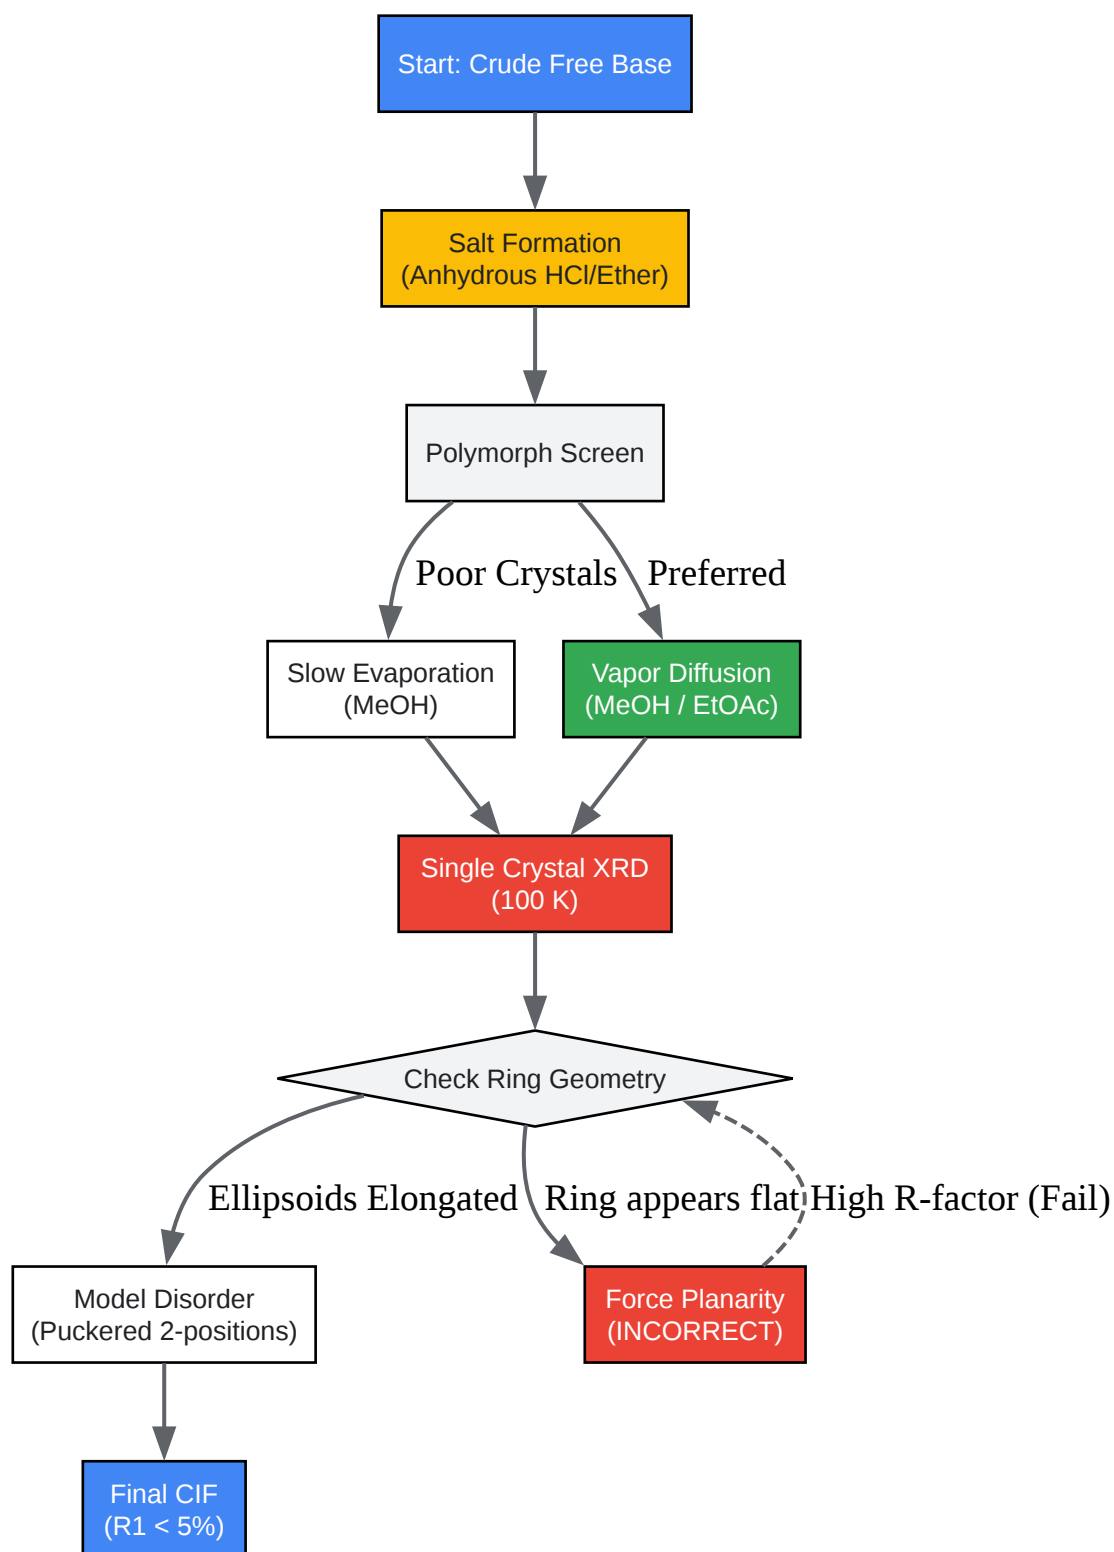 Start: Crude Free Base
Salt Formation
(Anhydrous HCl/Ether)
Polymorph Screen
Poor Crystals
Preferred
Slow Evaporation
(MeOH)
Vapor Diffusion
(MeOH / EtOAc)
Single Crystal XRD
(100 K)
Check Ring Geometry
Ellipsoids Elongated
Ring appears flat
High R-factor (Fail)
Model Disorder
(Puckered 2-positions)
Force Planarity
(INCORRECT)
Final CIF
(R1 < 5%)